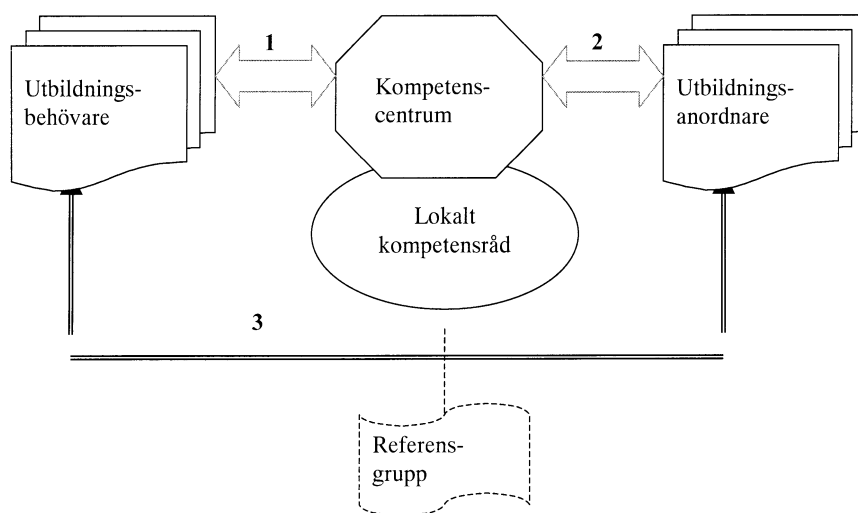 1
2
Utbildnings-
behövare
Kompetens-
centrum
Utbildnings-
anordnare
Lokalt
kompetensråd
3
Referens-
grupp